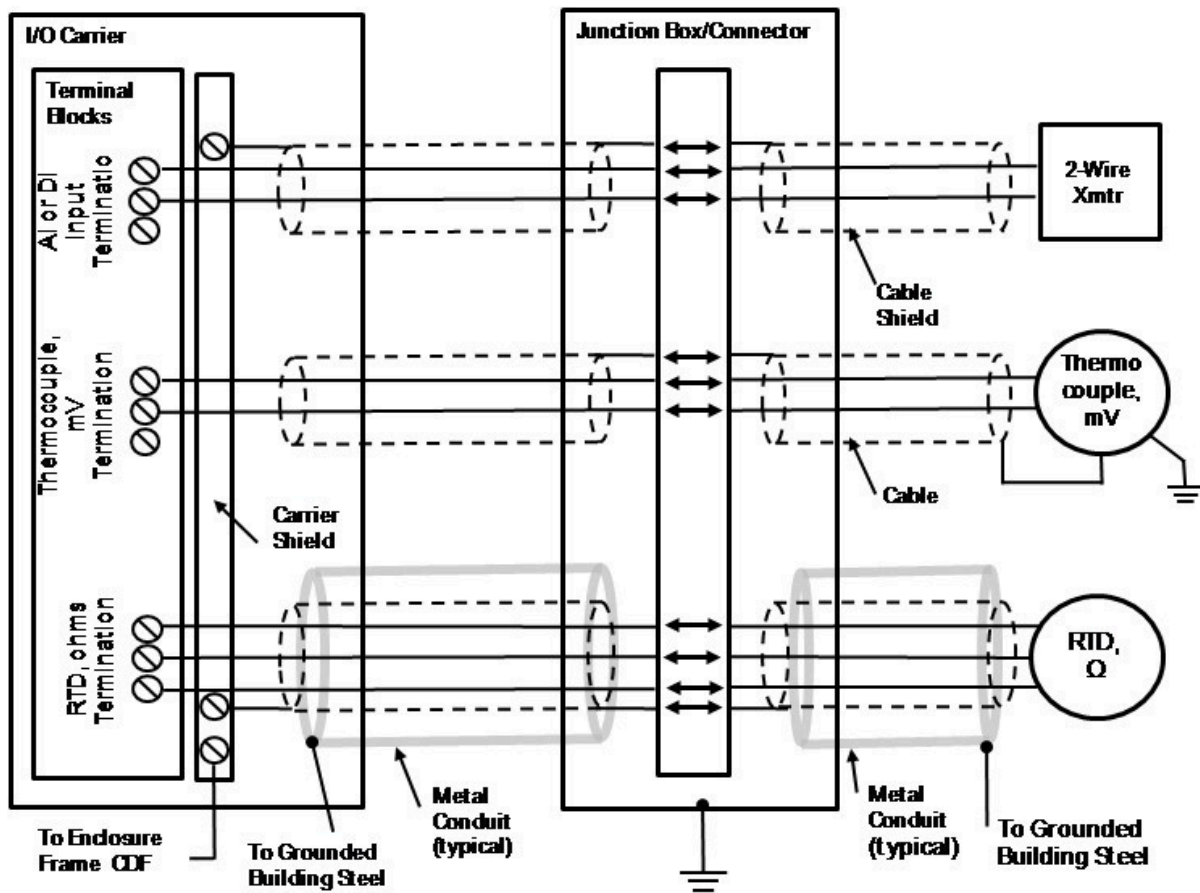 I/O Carrier
Terminal
Blocks
AI or DI
Input
Terminatio
Thermocouple,
mV
Termination
RTD, ohms
Termination
Carrier
Shield
To Enclosure
Frame CDF
To Grounded
Building Steel
Metal
Conduit
(typical)
Junction Box/Connector
Cable
Shield
Cable
Metal
Conduit
(typical)
To Grounded
Building Steel
2-Wire
Xmtr
Thermo
couple,
mV
RTD,
Ω